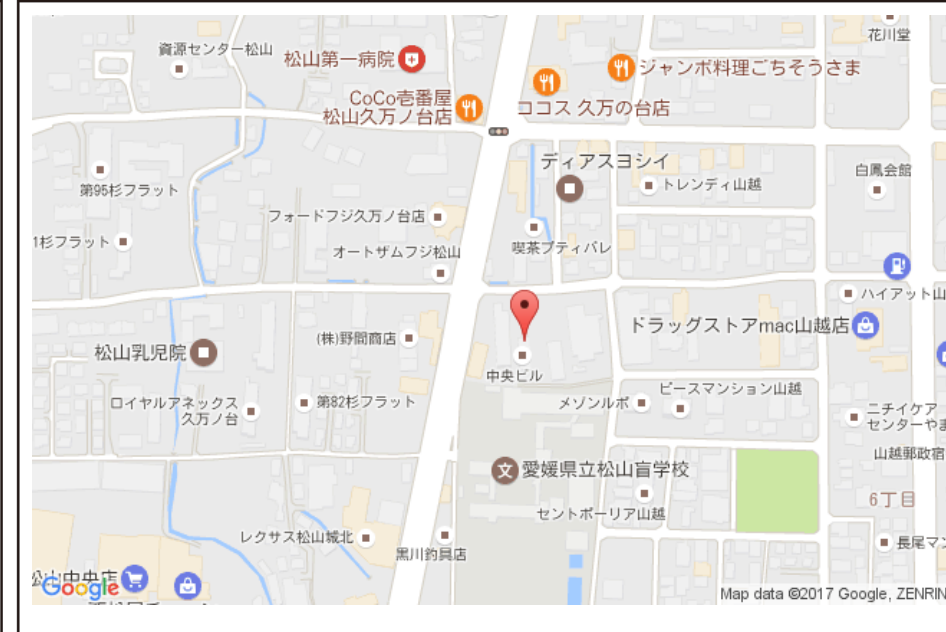 花川堂
資源センター松山
松山第一病院
ジャンボ料理ごちそうさま
CoCo壱番屋
松山久万ノ台店
ココス 久万の台店
ディアスヨシイ
第95杉フラット
トレンディ山越
白鳳会館
フォードフジ久万ノ台店
1杉フラット
オートザムフジ松山
喫茶プティパレ
ハイアット山
ドラッグストアmac山越店
(株)野間商店
松山乳児院
中央ビル
ピースマンション山越
ロイヤルアネックス
久万ノ台
第82杉フラット
メゾンルポ
ニチイケア
センターやま
山越郵政宿
文
愛媛県立松山盲学校
6丁目
セントポーリア山越
レクサス松山城北
黒川釣具店
長尾マン
松山中央店
Google
Map data ©2017 Google, ZENRIN